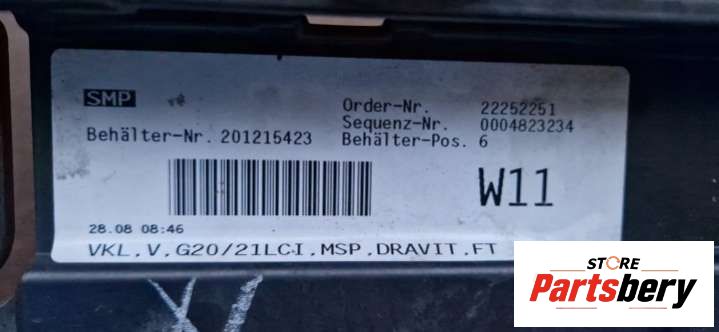 SMP
Order-Nr. 22252251
Sequenz-Nr. 0004823234
Behälter-Nr. 201215423 Behälter-Pos. 6
W11
28.08 08:46
VKL,V,G20/21LCI,MSP,DRAVIT,FT
STORE
Partsbery